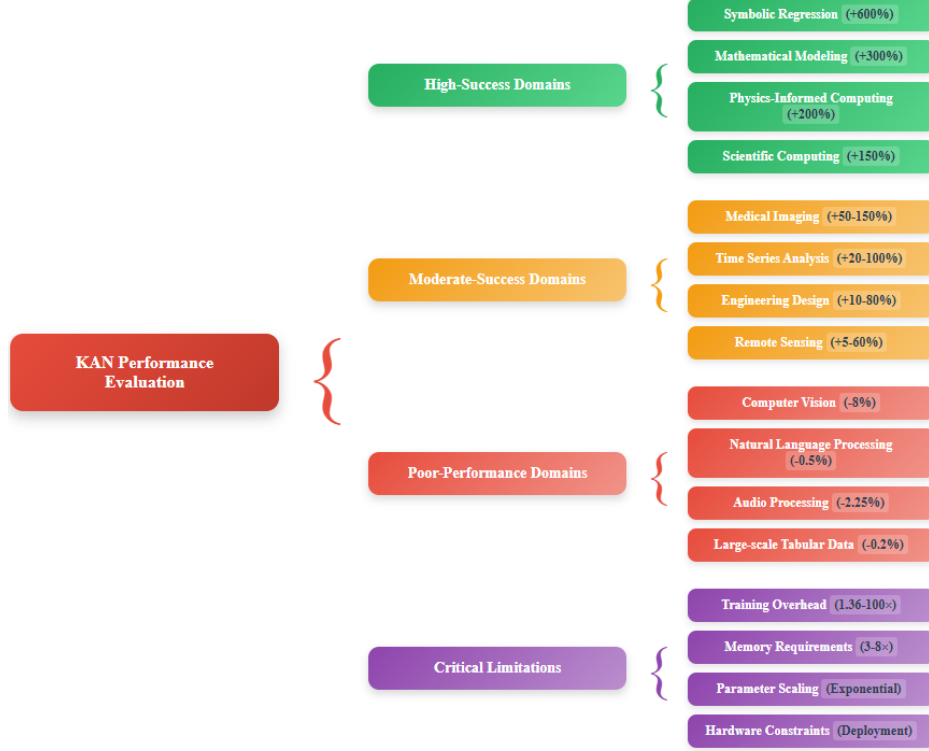 KAN Performance
Evaluation
High-Success Domains
Symbolic Regression (+600%)
Mathematical Modeling (+300%)
Physics-Informed Computing
(+200%)
Scientific Computing (+150%)
Moderate-Success Domains
Medical Imaging (+50-150%)
Time Series Analysis (+20-100%)
Engineering Design (+10-80%)
Remote Sensing (+5-60%)
Poor-Performance Domains
Computer Vision (-8%)
Natural Language Processing
(-0.5%)
Audio Processing (-2.25%)
Large-scale Tabular Data (-0.2%)
Critical Limitations
Training Overhead (1.36-100×)
Memory Requirements (3-8×)
Parameter Scaling (Exponential)
Hardware Constraints (Deployment)